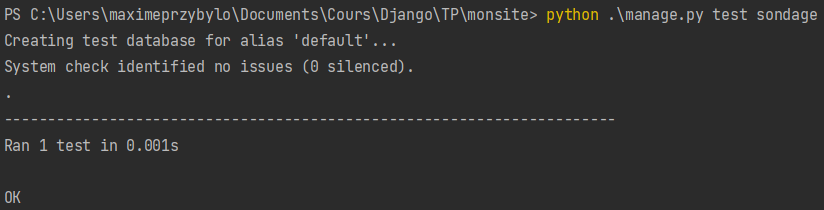 PS C:\Users\maximeprzybylo\Documents\Cours\Django\TP\monsite> python .\manage.py test sondage
Creating test database for alias 'default'...
System check identified no issues (0 silenced).
.
----------------------------------------------------------------------
Ran 1 test in 0.001s
OK